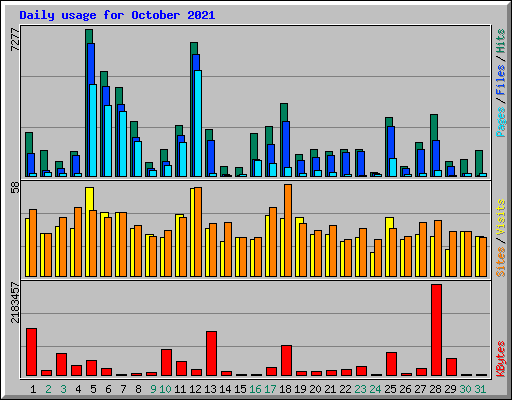 Daily usage for October 2021
7277
Pages / Files / Hits
58
Sites / Visits
2183457
KBytes
1 2 3 4 5 6 7 8 9 10 11 12 13 14 15 16 17 18 19 20 21 22 23 24 25 26 27 28 29 30 31